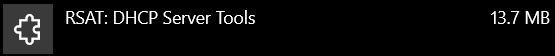 RSAT: DHCP Server Tools 13.7 MB